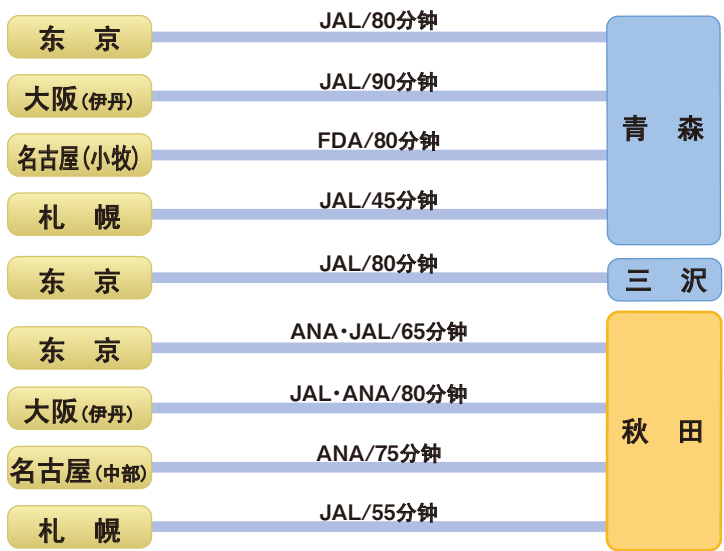 东 京
JAL/80分钟
大阪(伊丹)
JAL/90分钟
名古屋(小牧)
FDA/80分钟
札 幌
JAL/45分钟
青 森
东 京
JAL/80分钟
三 沢
东 京
ANA・JAL/65分钟
大阪(伊丹)
JAL・ANA/80分钟
名古屋(中部)
ANA/75分钟
札 幌
JAL/55分钟
秋 田